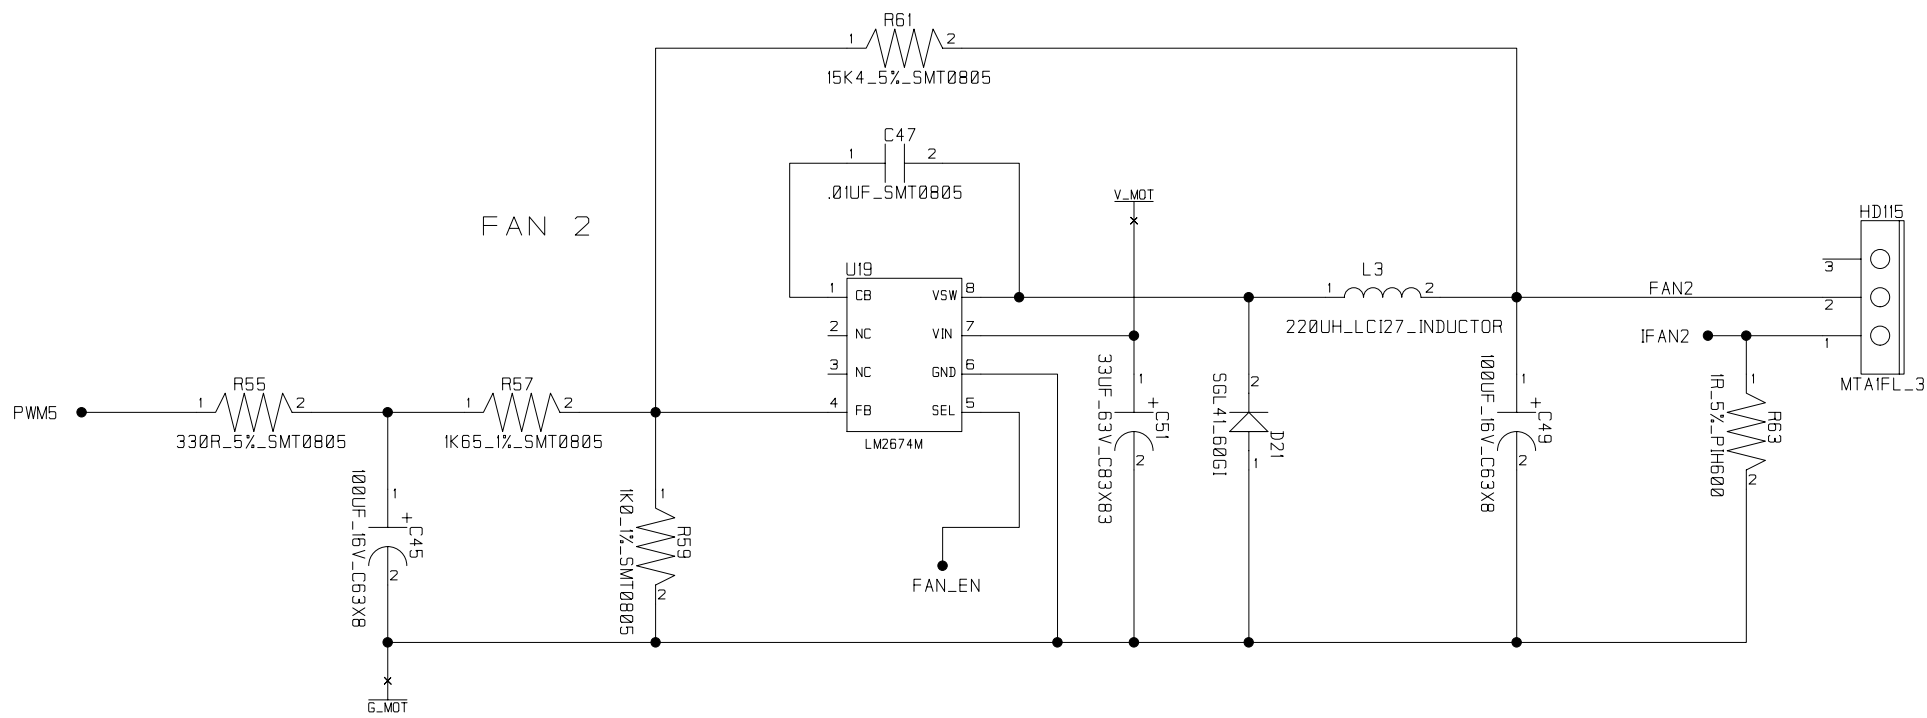 R61
1 2
15K4_5%_SMT0805
C47
1 2
.01UF_SMT0805
FAN 2
V_MOT
HD115
U19
1 CB VSW 8
2 NC VIN 7
3 NC GND 6
4 FB SEL 5
LM2674M
L3
1 2
220UH_LCI27_INDUCTOR
FAN2
3
2
1
IFAN2
MTA1FL_3
PWM5
R55
1 2
330R_5%_SMT0805
R57
1 2
1K65_1%_SMT0805
1
+
C45
2
100UF_16V_C63X8
1
R59
2
1K0_1%_SMT0805
FAN_EN
1
+
C51
2
33UF_63V_C83X83
2
D21
1
SGL41_60GI
1
+
C49
2
100UF_16V_C63X8
1
R63
2
1R_5%_PIH600
G_MOT